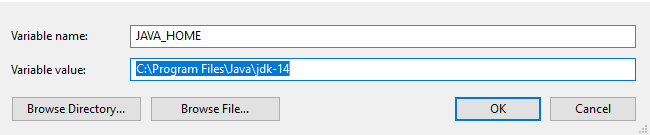 Variable name: JAVA_HOME
Variable value: C:\Program Files\Java\jdk-14
Browse Directory... Browse File... OK Cancel